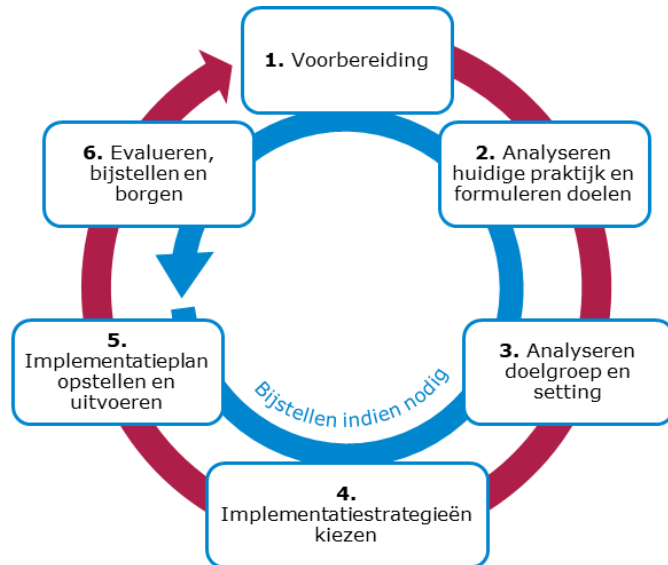 1. Voorbereiding
2. Analyseren
huidige praktijk en
formuleren doelen
3. Analyseren
doelgroep en
setting
4.
Implementatiestrategieën
kiezen
5.
Implementatieplan
opstellen en
uitvoeren
6. Evalueren,
bijstellen en
borgen
Bijstellen indien nodig